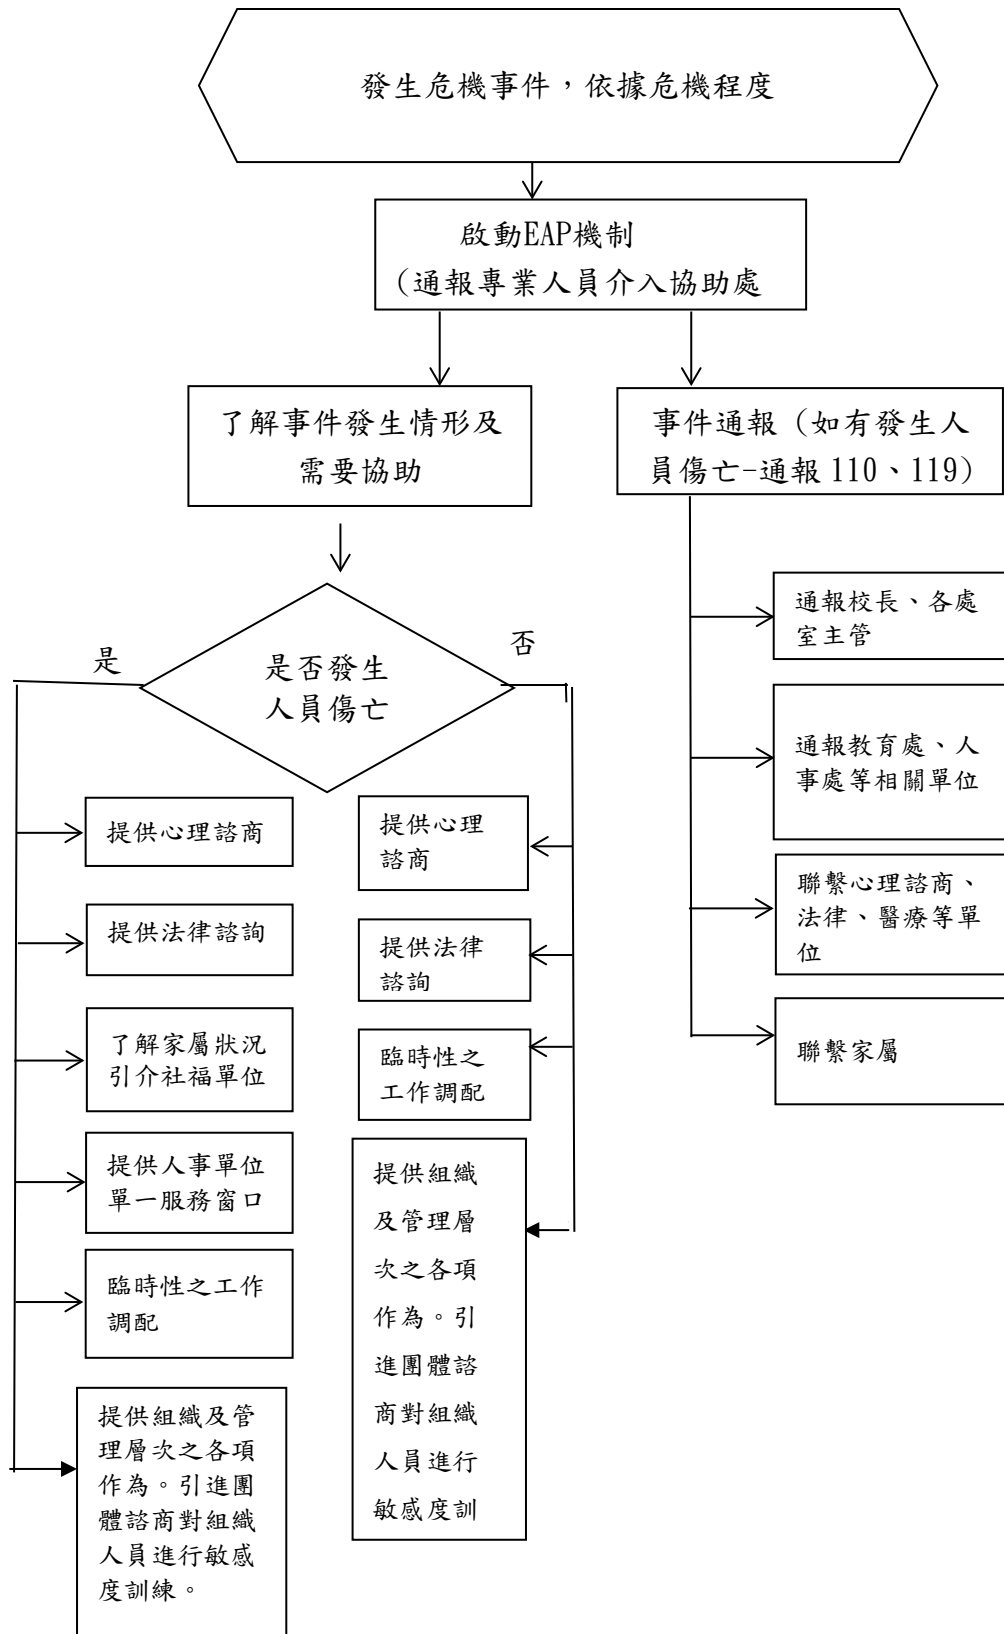 發生危機事件，依據危機程度
啟動EAP機制
(通報專業人員介入協助處
了解事件發生情形及
需要協助
事件通報（如有發生人
員傷亡-通報 110、119）
通報校長、各處
室主管
通報教育處、人
事處等相關單位
聯繫心理諮商、
法律、醫療等單
位
聯繫家屬
是否發生
人員傷亡
是
否
提供心理諮商
提供法律諮詢
了解家屬狀況
引介社福單位
提供人事單位
單一服務窗口
臨時性之工作
調配
提供組織及管
理層次之各項
作為。引進團
體諮商對組織
人員進行敏感
度訓練。
提供心理
諮商
提供法律
諮詢
臨時性之
工作調配
提供組織
及管理層
次之各項
作為。引
進團體諮
商對組織
人員進行
敏感度訓